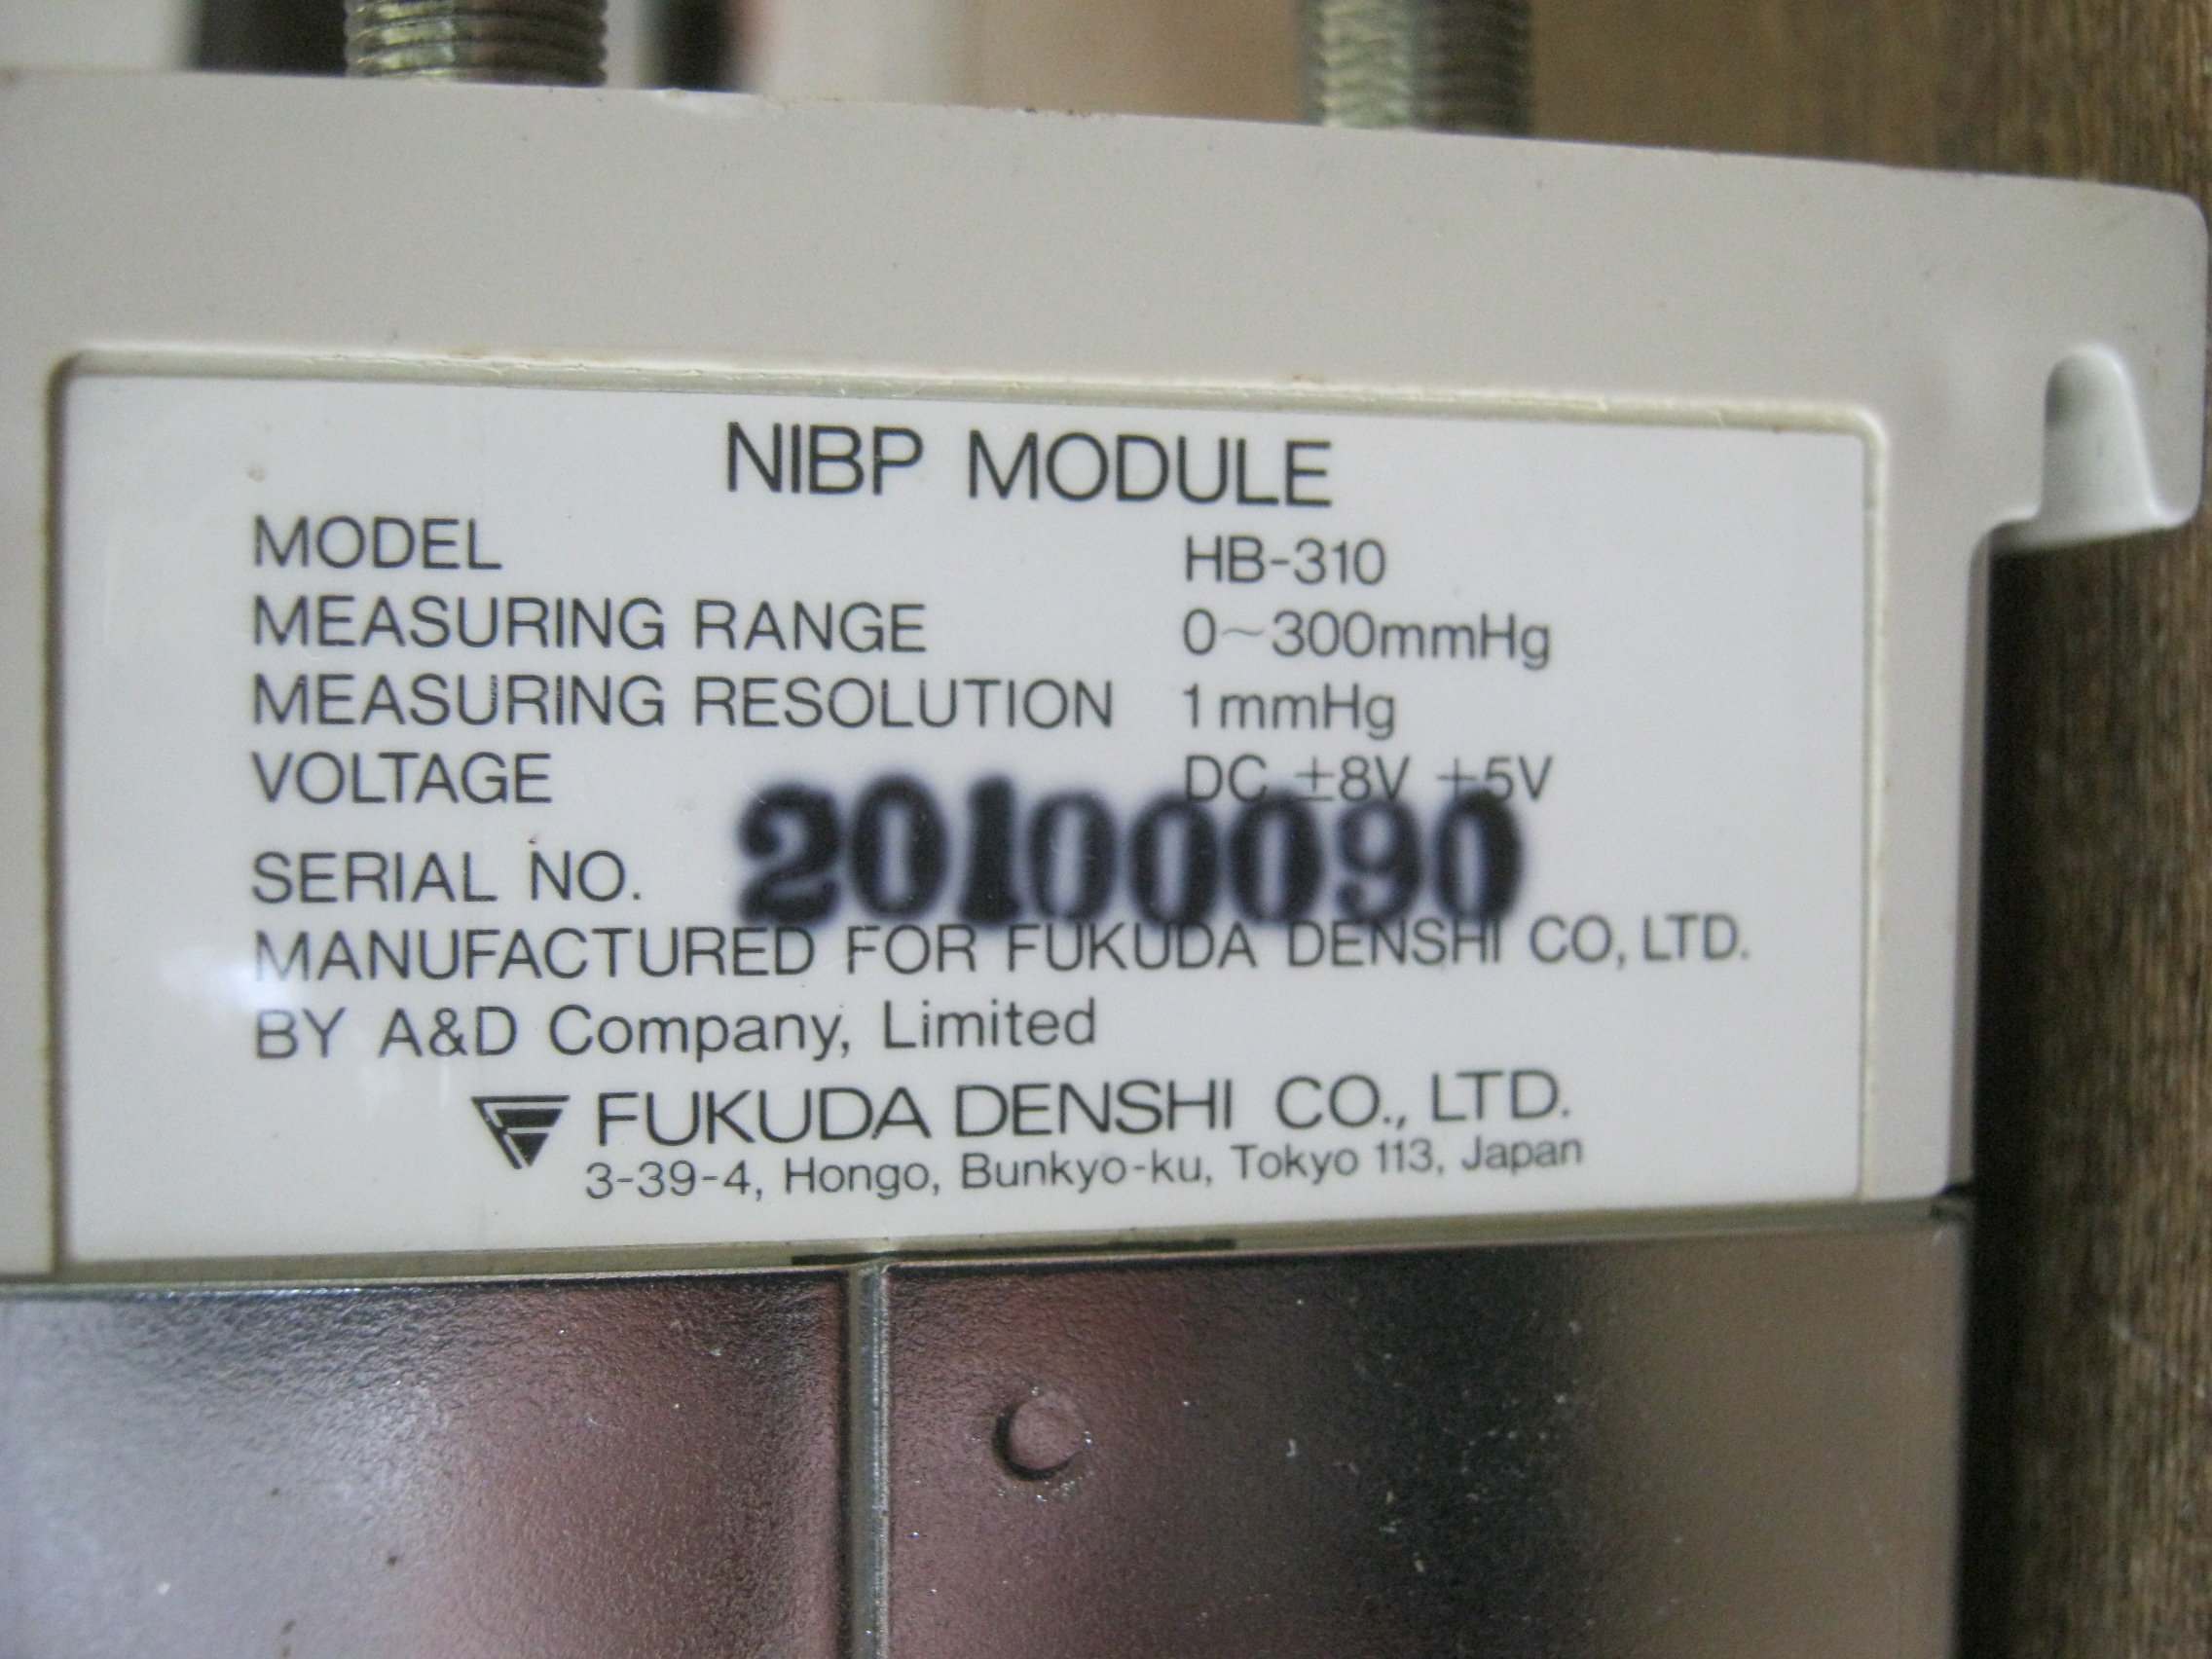 NIBP MODULE
MODEL HB-310
MEASURING RANGE 0~300mmHg
MEASURING RESOLUTION 1mmHg
VOLTAGE DC ±8V +5V
SERIAL NO. 20100090
MANUFACTURED FOR FUKUDA DENSHI CO, LTD.
BY A&D Company, Limited
FUKUDA DENSHI CO., LTD.
3-39-4, Hongo, Bunkyo-ku, Tokyo 113, Japan